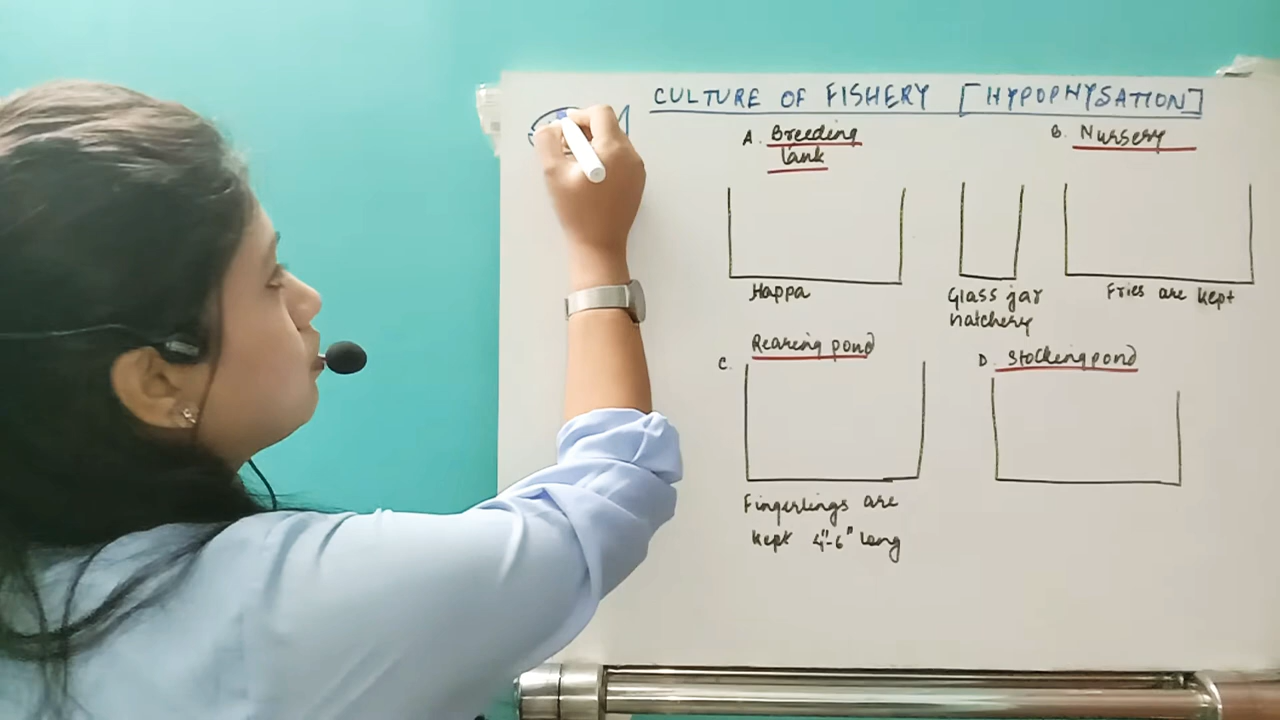 CULTURE OF FISHERY [HYPOPHYSATION]
A. Breeding
tank
B. Nursery
Happa
Glass jar
hatchery
Fries are kept
C. Rearing pond
D. Stocking pond
Fingerlings are
kept 4"-6" long